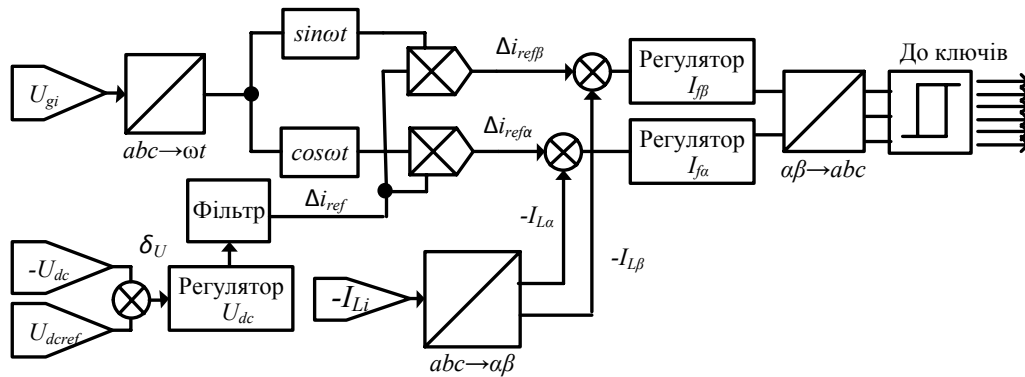 sinωt
Δi_refβ
Регулятор
I_fβ
До ключів
U_gi
abc→ωt
cosωt
Δi_refα
Регулятор
I_fα
αβ→abc
Фільтр
Δi_ref
-I_Lα
-I_Lβ
δ_U
-U_dc
Регулятор
U_dc
U_dcref
-I_Li
abc→αβ